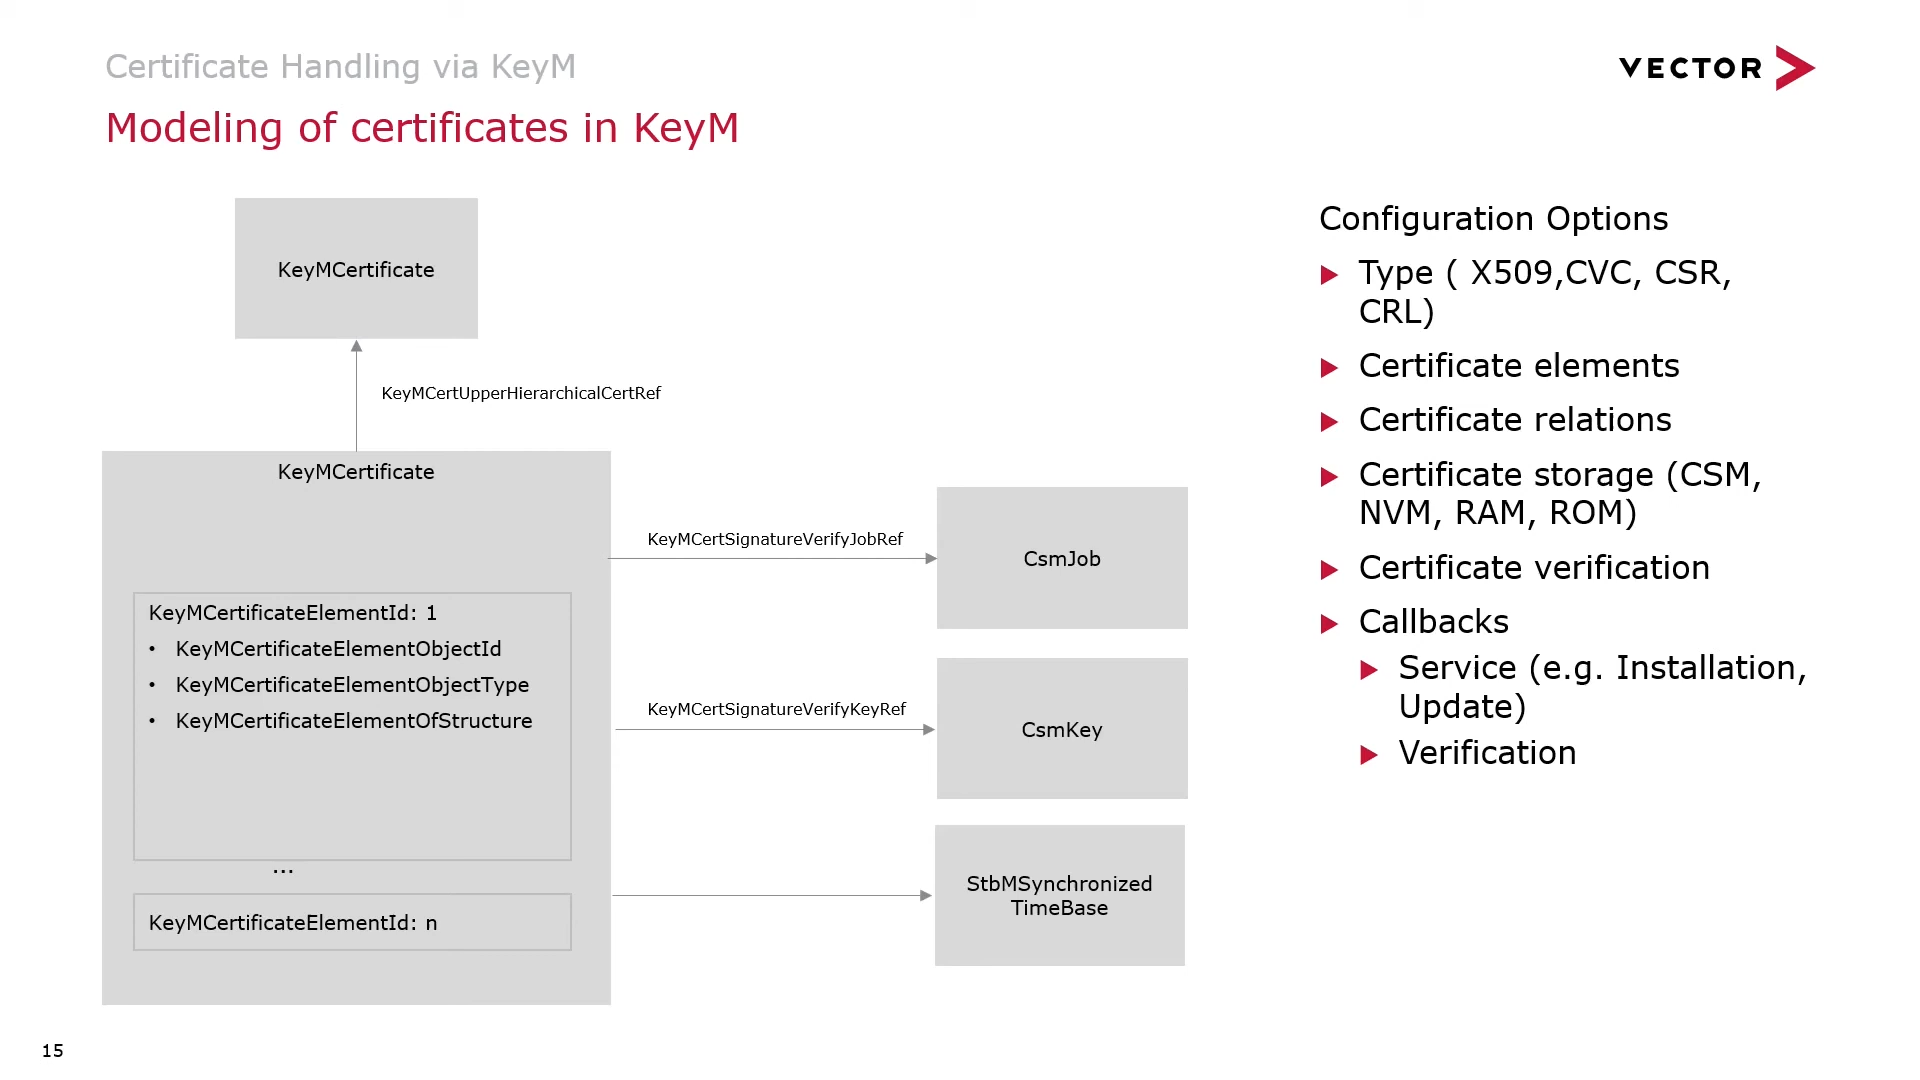 Certificate Handling via KeyM
VECTOR
Modeling of certificates in KeyM
KeyMCertificate
KeyMCertUpperHierarchicalCertRef
KeyMCertificate
KeyMCertificateElementId: 1
• KeyMCertificateElementObjectId
• KeyMCertificateElementObjectType
• KeyMCertificateElementOfStructure
...
KeyMCertificateElementId: n
KeyMCertSignatureVerifyJobRef
CsmJob
KeyMCertSignatureVerifyKeyRef
CsmKey
StbMSynchronized
TimeBase
Configuration Options
Type ( X509,CVC, CSR,
CRL)
Certificate elements
Certificate relations
Certificate storage (CSM,
NVM, RAM, ROM)
Certificate verification
Callbacks
Service (e.g. Installation,
Update)
Verification
15